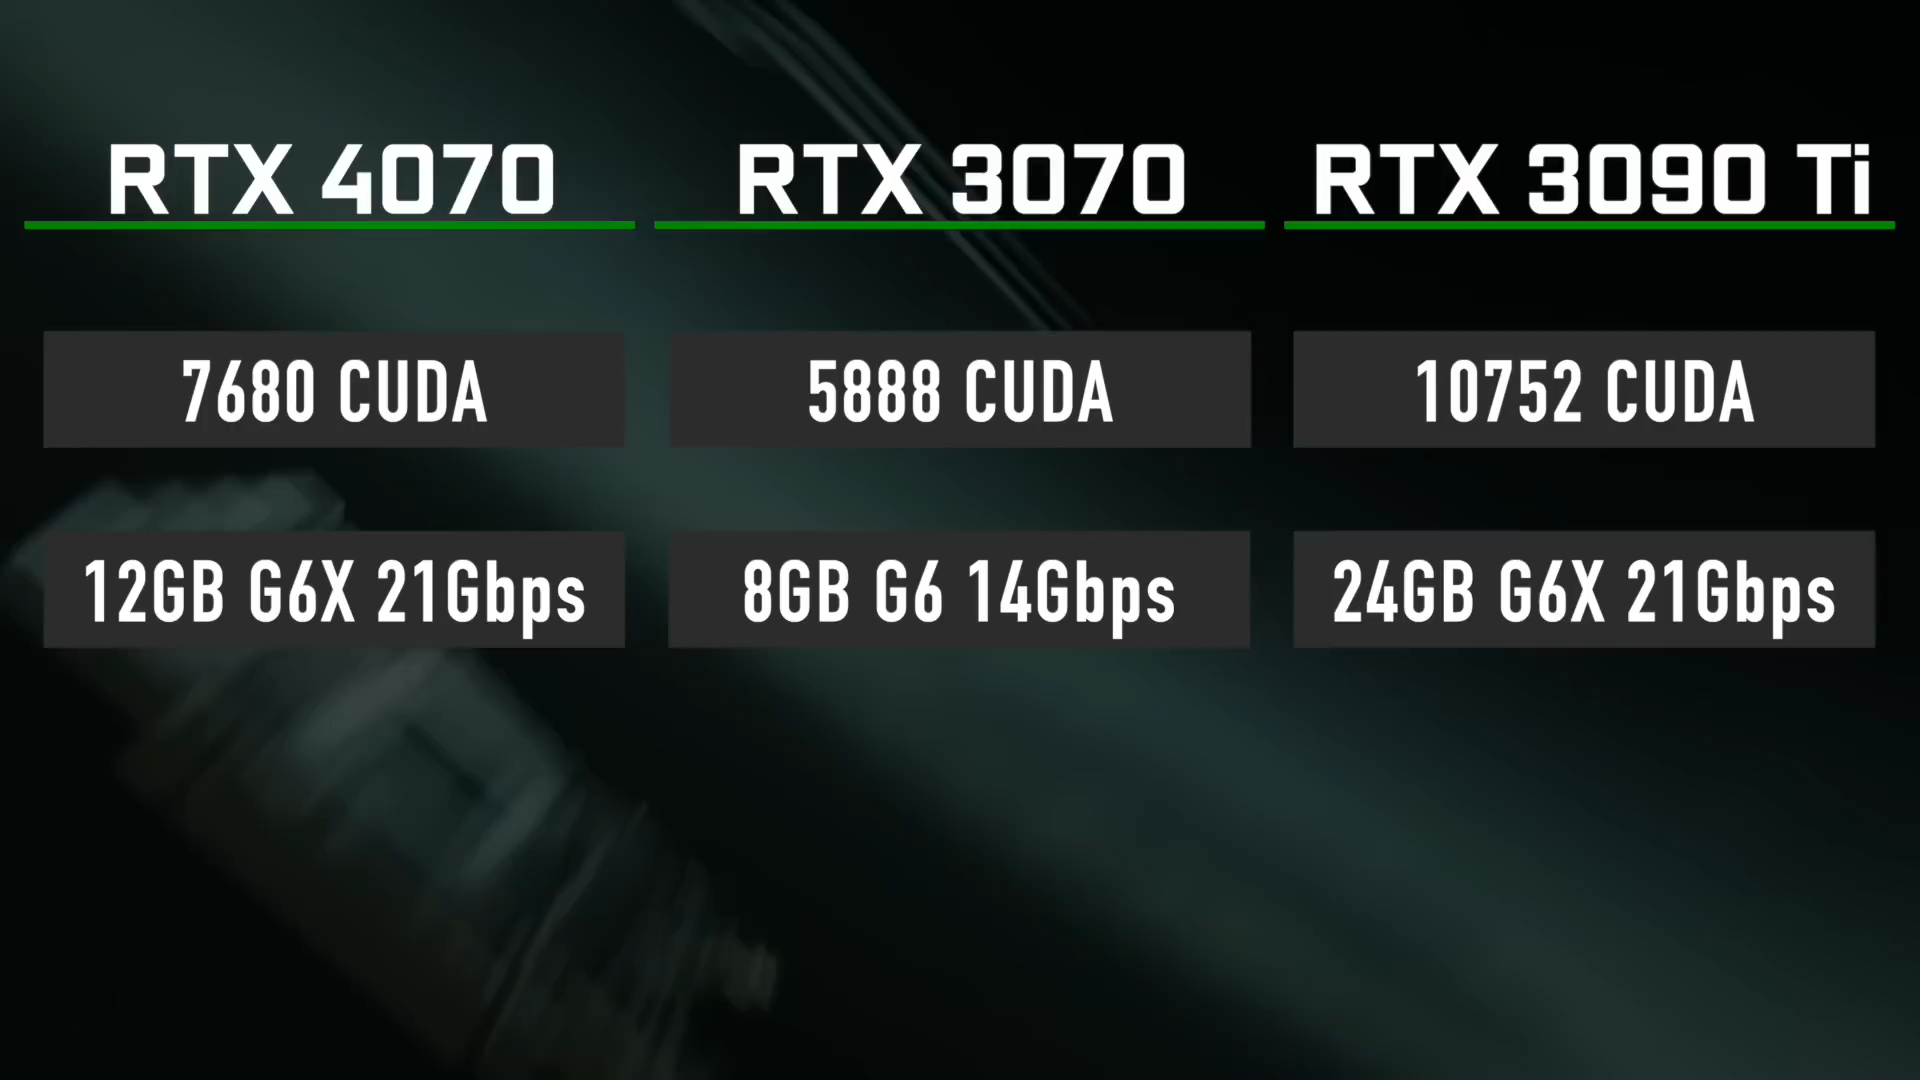 RTX 4070
RTX 3070
RTX 3090 Ti
7680 CUDA
5888 CUDA
10752 CUDA
12GB G6X 21Gbps
8GB G6 14Gbps
24GB G6X 21Gbps